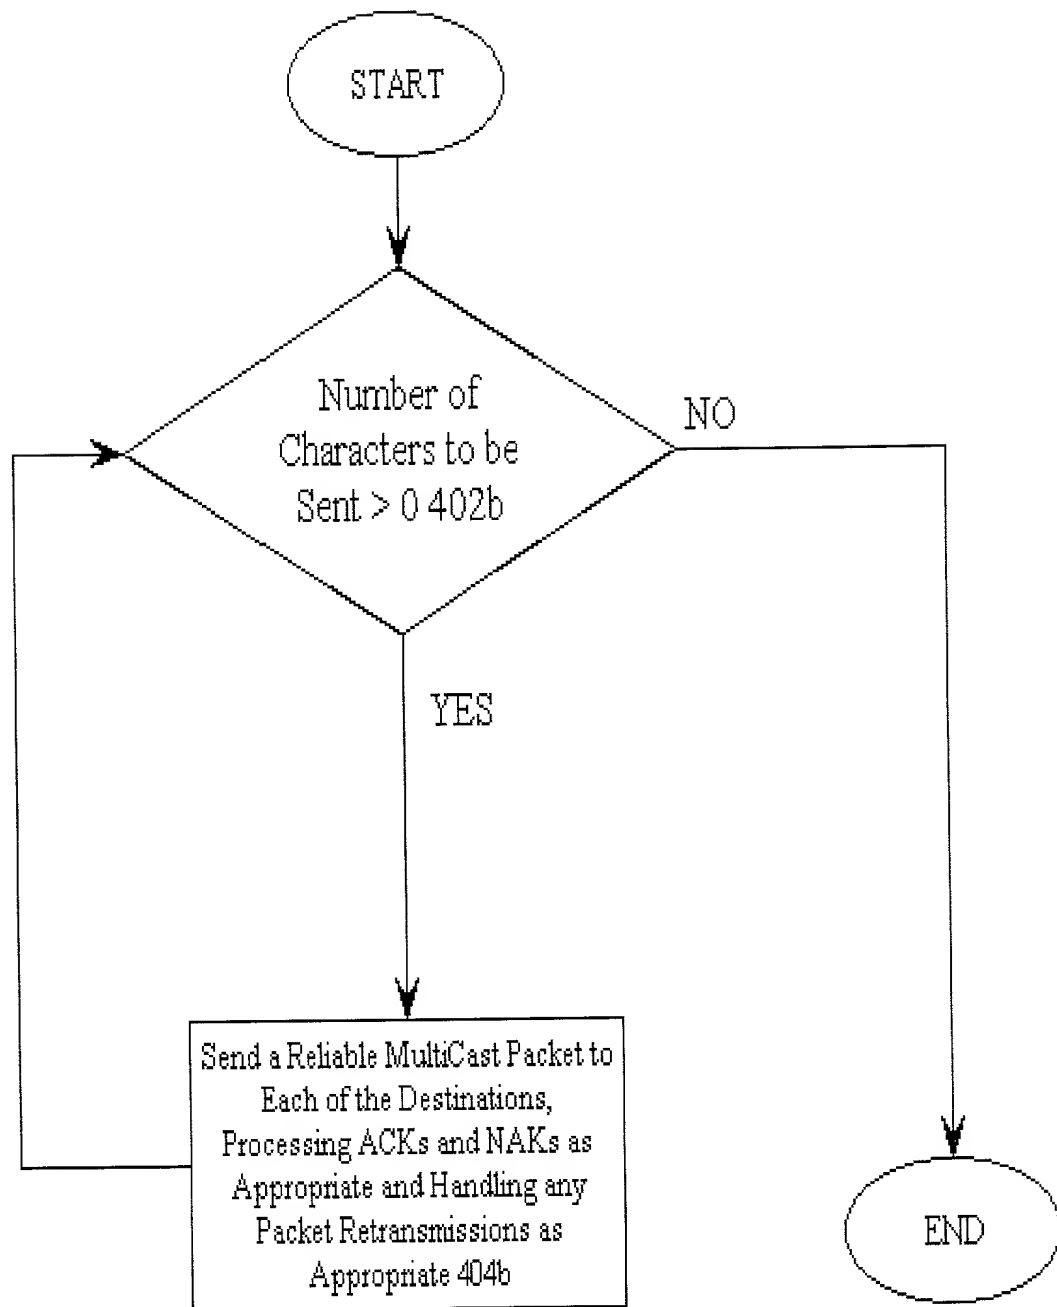 START
Number of
Characters to be
Sent > 0 402b
NO
YES
Send a Reliable MultiCast Packet to
Each of the Destinations,
Processing ACKs and NAKs as
Appropriate and Handling any
Packet Retransmissions as
Appropriate 404b
END